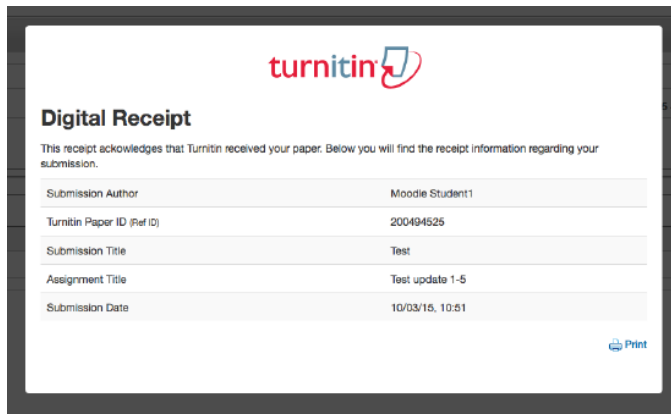 turnitin
Digital Receipt
This receipt ackowledges that Turnitin received your paper. Below you will find the receipt information regarding your
submission.
Submission Author Moodle Student1
Turnitin Paper ID (Ref ID) 200494525
Submission Title Test
Assignment Title Test update 1-5
Submission Date 10/03/15, 10:51
Print